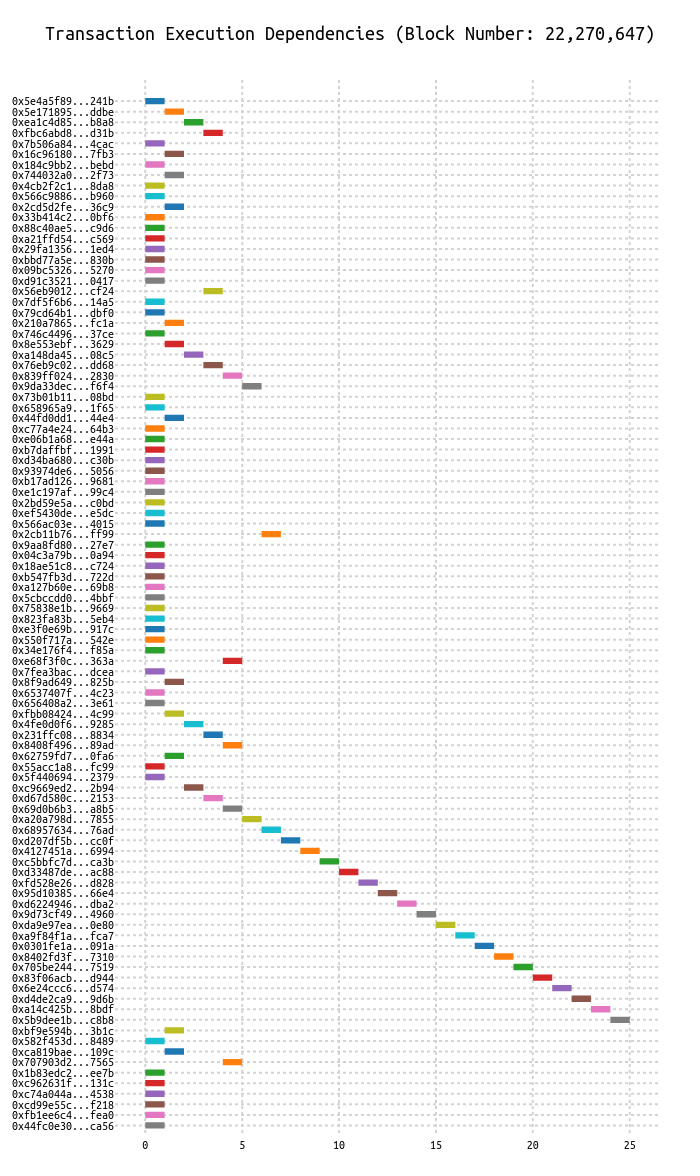 Transaction Execution Dependencies (Block Number: 22,270,647)
0x5e4a5f89...241b
0x5e171895...ddbe
0xea1c4d85...b8a8
0xfbc6abd8...d31b
0x7b506a84...4cac
0x16c96180...7fb3
0x184c9bb2...bebd
0x744032a0...2f73
0x4cb2f2c1...8da8
0x566c9886...b960
0x2cd5d2fe...36c9
0x33b414c2...0bf6
0x88c40ae5...c9d6
0xa21ffd54...c569
0x29fa1356...1ed4
0xbbd77a5e...830b
0x09bc5326...5270
0xd91c3521...0417
0x56eb9012...cf24
0x7df5f6b6...14a5
0x79cd64b1...dbf0
0x210a7865...fc1a
0x746c4496...37ce
0x8e553ebf...3629
0xa148da45...08c5
0x76eb9c02...dd68
0x839ff024...2830
0x9da33dec...f6f4
0x73b01b11...08bd
0x658965a9...1f65
0x44fd0dd1...44e4
0xc77a4e24...64b3
0xe06b1a68...e44a
0xb7daffbf...1991
0xd34ba680...c30b
0x93974de6...5056
0xb17ad126...9681
0xe1c197af...99c4
0x2bd59e5a...c0bd
0xef5430de...e5dc
0x566ac03e...4015
0x2cb11b76...ff99
0x9aa8fd80...27e7
0x04c3a79b...0a94
0x18ae51c8...c724
0xb547fb3d...722d
0xa127b60e...69b8
0x5cbccdd0...4bbf
0x75838e1b...9669
0x823fa83b...5eb4
0xe3f0e69b...917c
0x550f717a...542e
0x34e176f4...f85a
0xe68f3f0c...363a
0x7fea3bac...dcea
0x8f9ad649...825b
0x6537407f...4c23
0x656408a2...3e61
0xfbb08424...4c99
0x4fe0d0f6...9285
0x231ffc08...8834
0x8408f496...89ad
0x62759fd7...0fa6
0x55acc1a8...fc99
0x5f440694...2379
0xc9669ed2...2b94
0xd67d580c...2153
0x69d0b6b3...a8b5
0xa20a798d...7855
0x68957634...76ad
0xd207df5b...cc0f
0x4127451a...6994
0xc5bbfc7d...ca3b
0xd33487de...ac88
0xfd528e26...d828
0x95d10385...66e4
0xd6224946...dba2
0x9d73cf49...4960
0xda9e97ea...0e80
0xa9f84f1a...fca7
0x0301fe1a...091a
0x8402fd3f...7310
0x705be244...7519
0x83f06acb...d944
0x6e24ccc6...d574
0xd4de2ca9...9d6b
0xa14c425b...8bdf
0x5b9dee1b...c8b8
0xbf9e594b...3b1c
0x582f453d...8489
0xca819bae...109c
0x707903d2...7565
0x1b83edc2...ee7b
0xc962631f...131c
0xc74a044a...4538
0xcd99e55c...f218
0xfb1ee6c4...fea0
0x44fc0e30...ca56
0 5 10 15 20 25